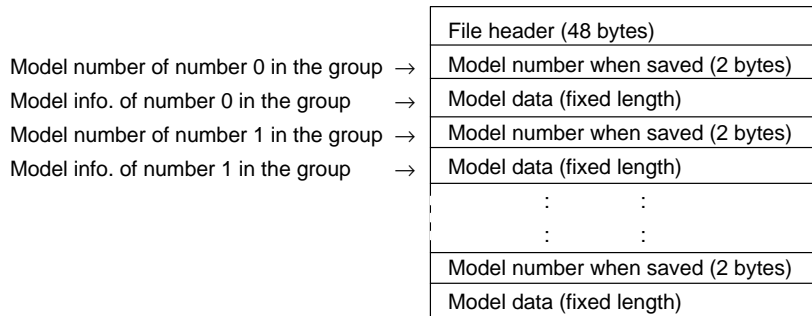 File header (48 bytes)
Model number of number 0 in the group → Model number when saved (2 bytes)
Model info. of number 0 in the group → Model data (fixed length)
Model number of number 1 in the group → Model number when saved (2 bytes)
Model info. of number 1 in the group → Model data (fixed length)
: :
: :
Model number when saved (2 bytes)
Model data (fixed length)